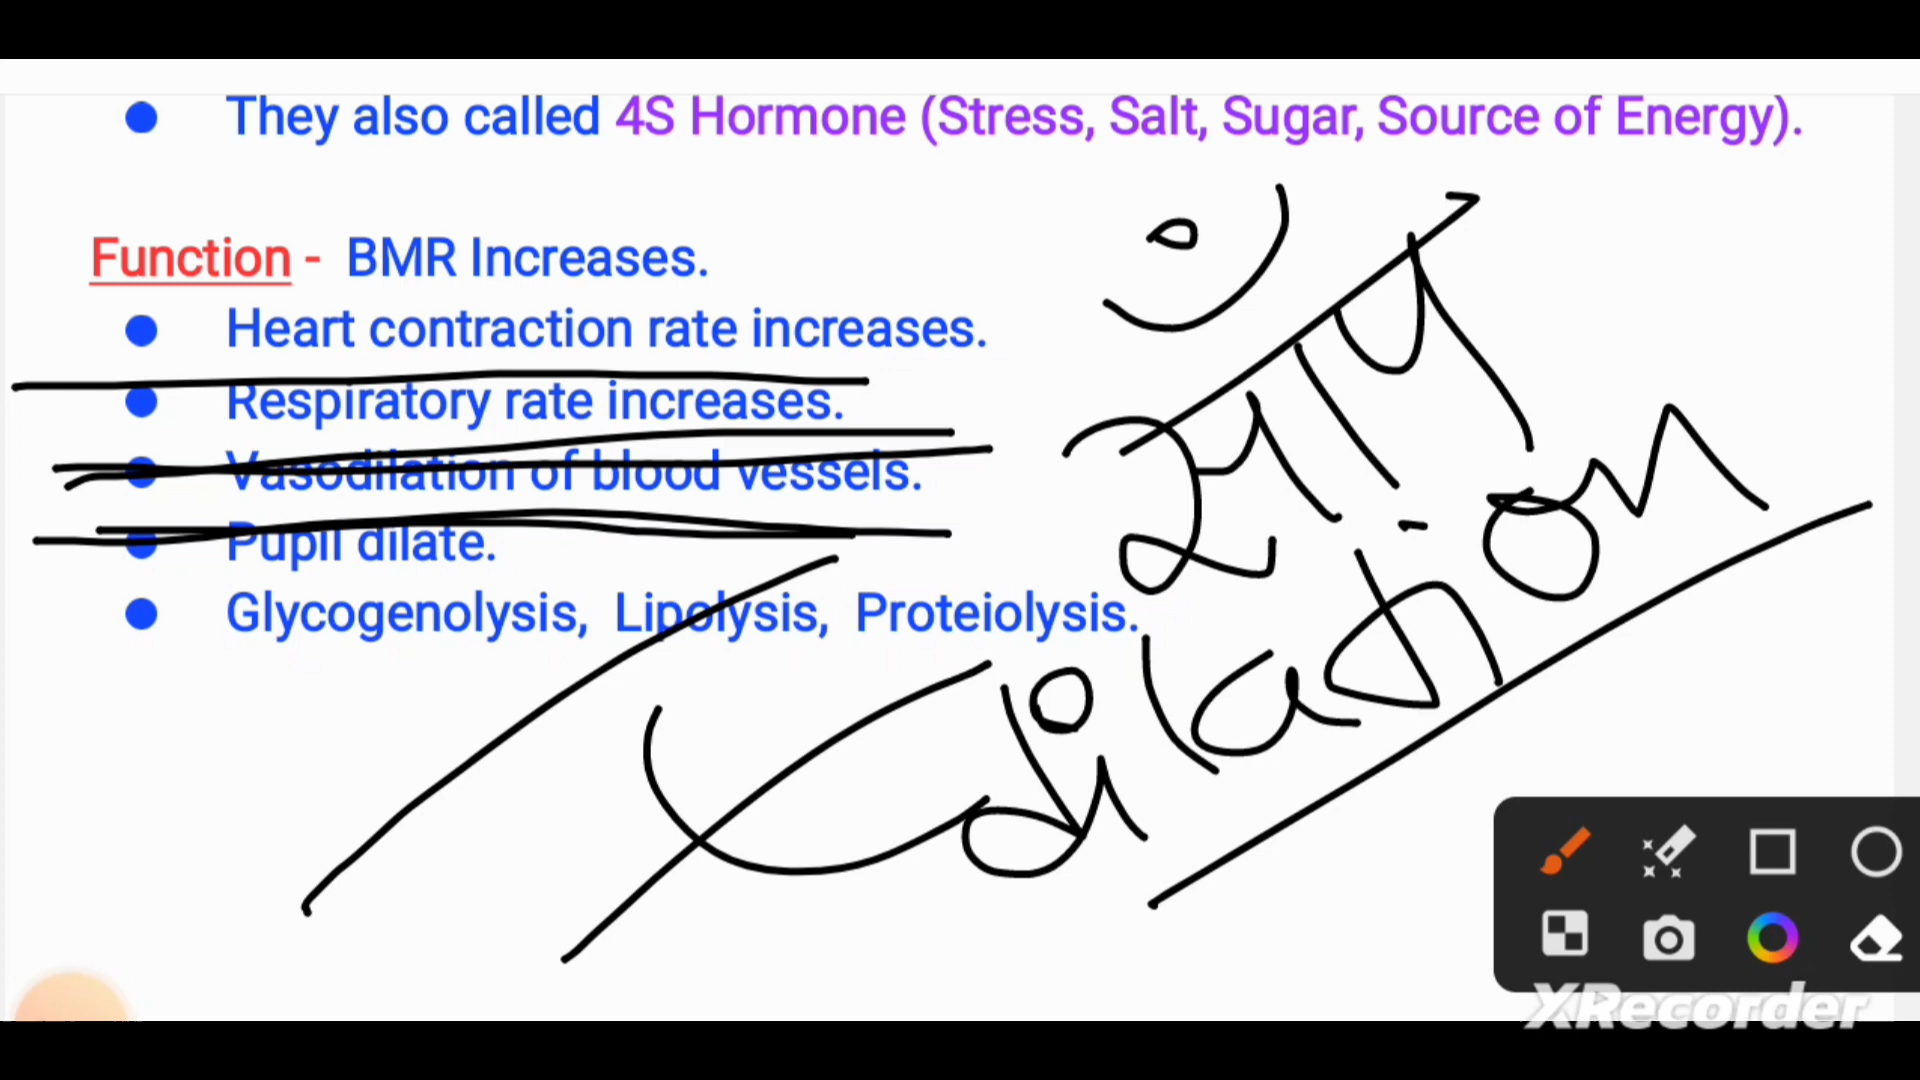 They also called 4S Hormone (Stress, Salt, Sugar, Source of Energy).
Function - BMR Increases.
Heart contraction rate increases.
Respiratory rate increases.
Vasodilation of blood vessels.
Pupil dilate.
Glycogenolysis, Lipolysis, Proteiolysis.
dilation
XRecorder